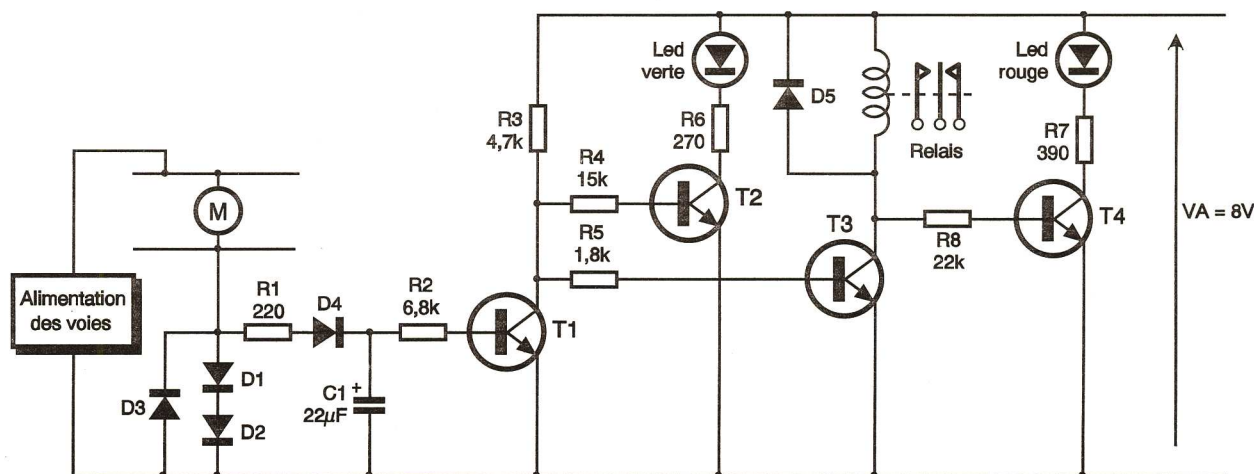 Led
verte
D5
Led
rouge
R3
4,7k
R6
270
Relais
R7
390
R4
15k
T2
M
R5
1,8k
T3
R8
22k
T4
VA = 8V
Alimentation
des voies
R1
220
D4
R2
6,8k
T1
D3
D1
D2
C1 +
22µF